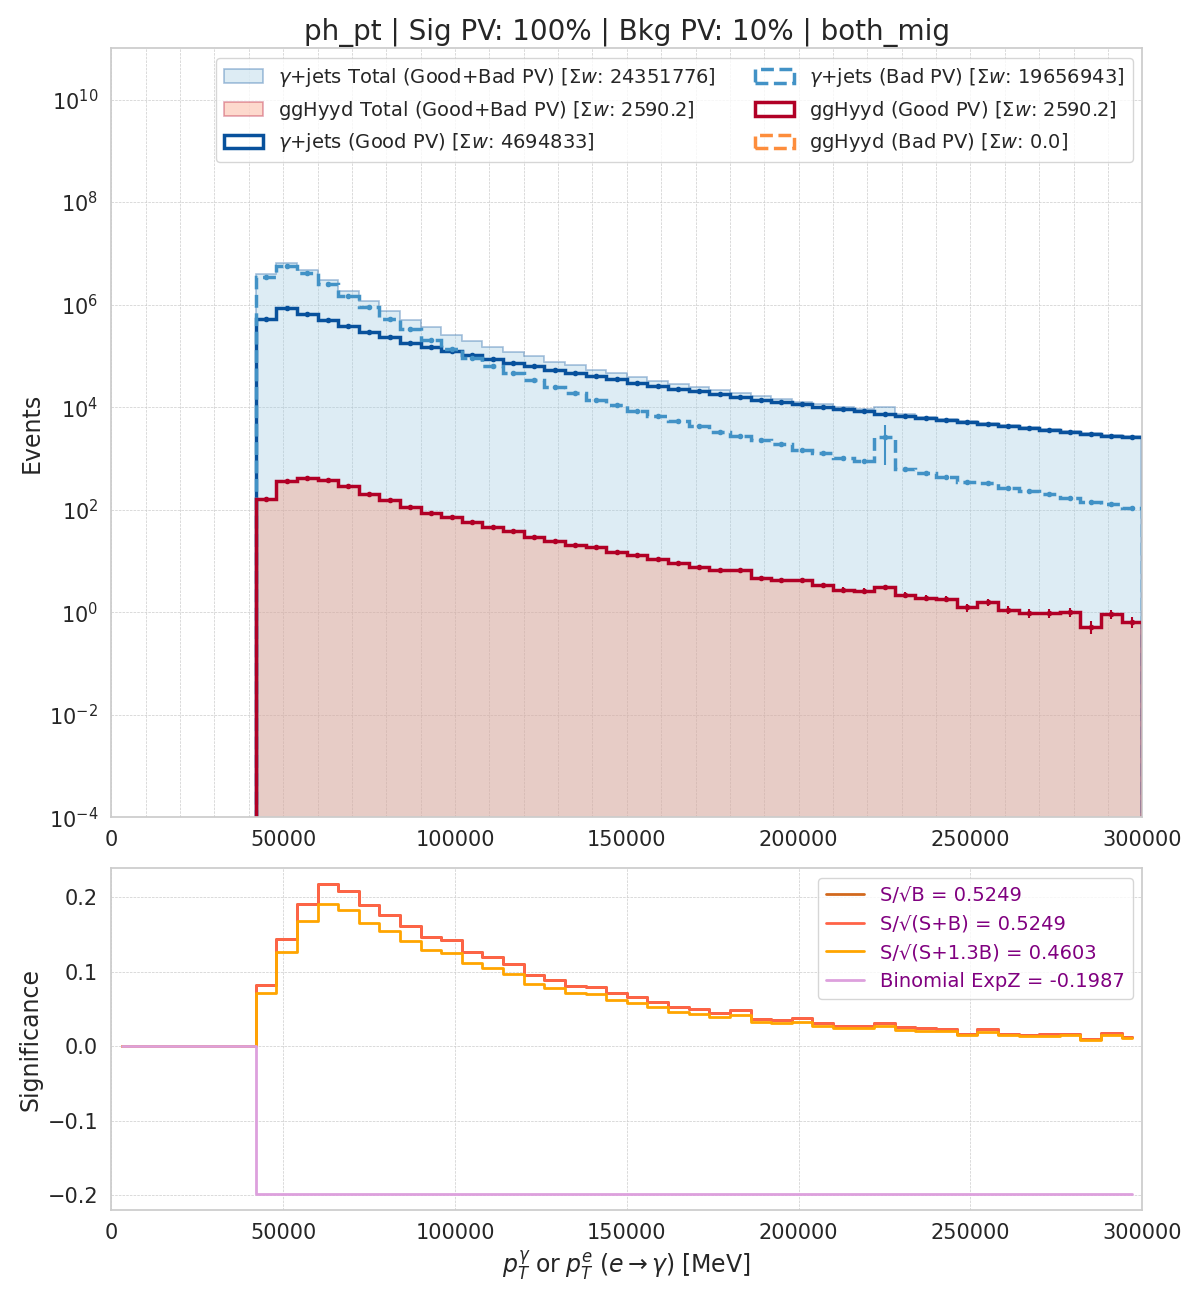 ph_pt | Sig PV: 100% | Bkg PV: 10% | both_mig
γ+jets Total (Good+Bad PV) [Σw: 24351776]
ggHyyd Total (Good+Bad PV) [Σw: 2590.2]
γ+jets (Good PV) [Σw: 4694833]
γ+jets (Bad PV) [Σw: 19656943]
ggHyyd (Good PV) [Σw: 2590.2]
ggHyyd (Bad PV) [Σw: 0.0]
Events
10^10
10^8
10^6
10^4
10^2
10^0
10^−2
10^−4
0 50000 100000 150000 200000 250000 300000
S/√B = 0.5249
S/√(S+B) = 0.5249
S/√(S+1.3B) = 0.4603
Binomial ExpZ = -0.1987
Significance
0.2
0.1
0.0
−0.1
−0.2
0 50000 100000 150000 200000 250000 300000
p_T^γ or p_T^e (e→γ) [MeV]